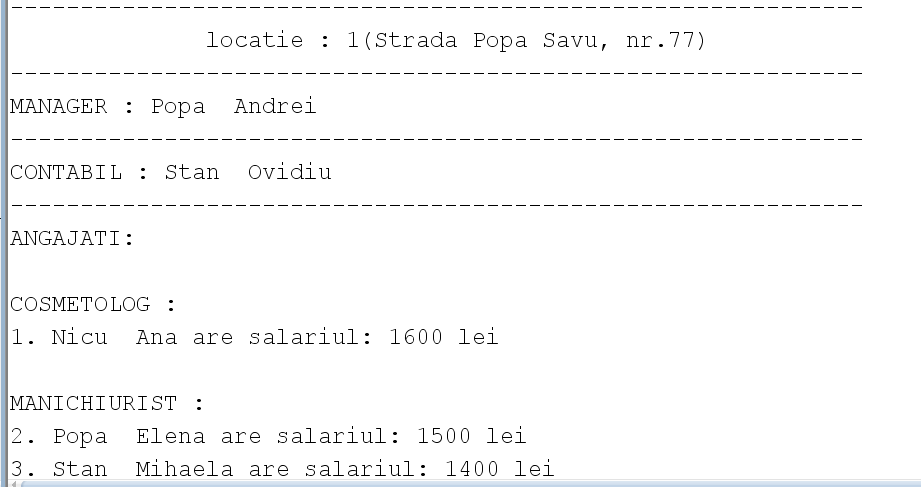 -------------------------------------------------------------
locatie : 1(Strada Popa Savu, nr.77)
-------------------------------------------------------------
MANAGER : Popa  Andrei
-------------------------------------------------------------
CONTABIL : Stan  Ovidiu
-------------------------------------------------------------
ANGAJATI:
COSMETOLOG :
1. Nicu  Ana are salariul: 1600 lei
MANICHIURIST :
2. Popa  Elena are salariul: 1500 lei
3. Stan  Mihaela are salariul: 1400 lei